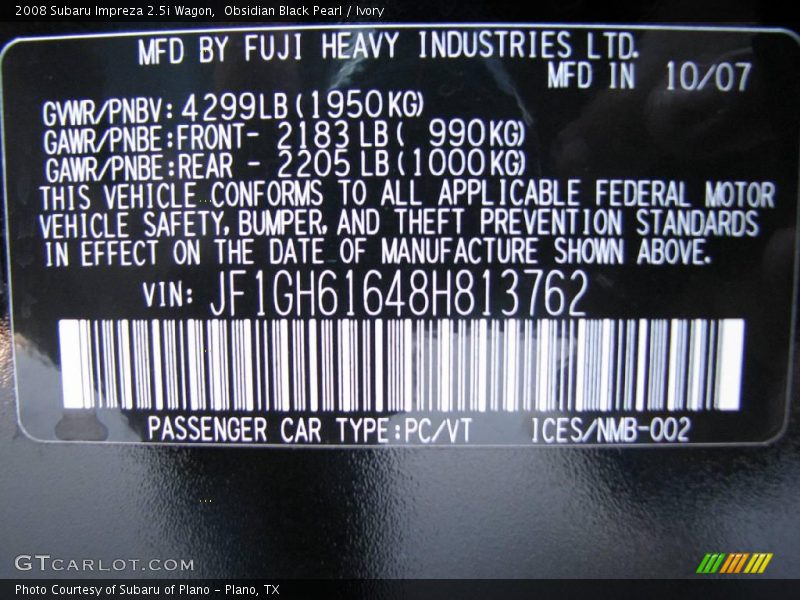 2008 Subaru Impreza 2.5i Wagon,  Obsidian Black Pearl / Ivory
MFD BY FUJI HEAVY INDUSTRIES LTD.
MFD IN 10/07
GVWR/PNBV: 4299LB(1950KG)
GAWR/PNBE:FRONT- 2183 LB( 990KG)
GAWR/PNBE:REAR - 2205 LB(1000KG)
THIS VEHICLE CONFORMS TO ALL APPLICABLE FEDERAL MOTOR
VEHICLE SAFETY, BUMPER, AND THEFT PREVENTION STANDARDS
IN EFFECT ON THE DATE OF MANUFACTURE SHOWN ABOVE.
VIN: JF1GH61648H813762
PASSENGER CAR TYPE:PC/VT ICES/NMB-002
GTCARLOT.COM
Photo Courtesy of Subaru of Plano - Plano, TX